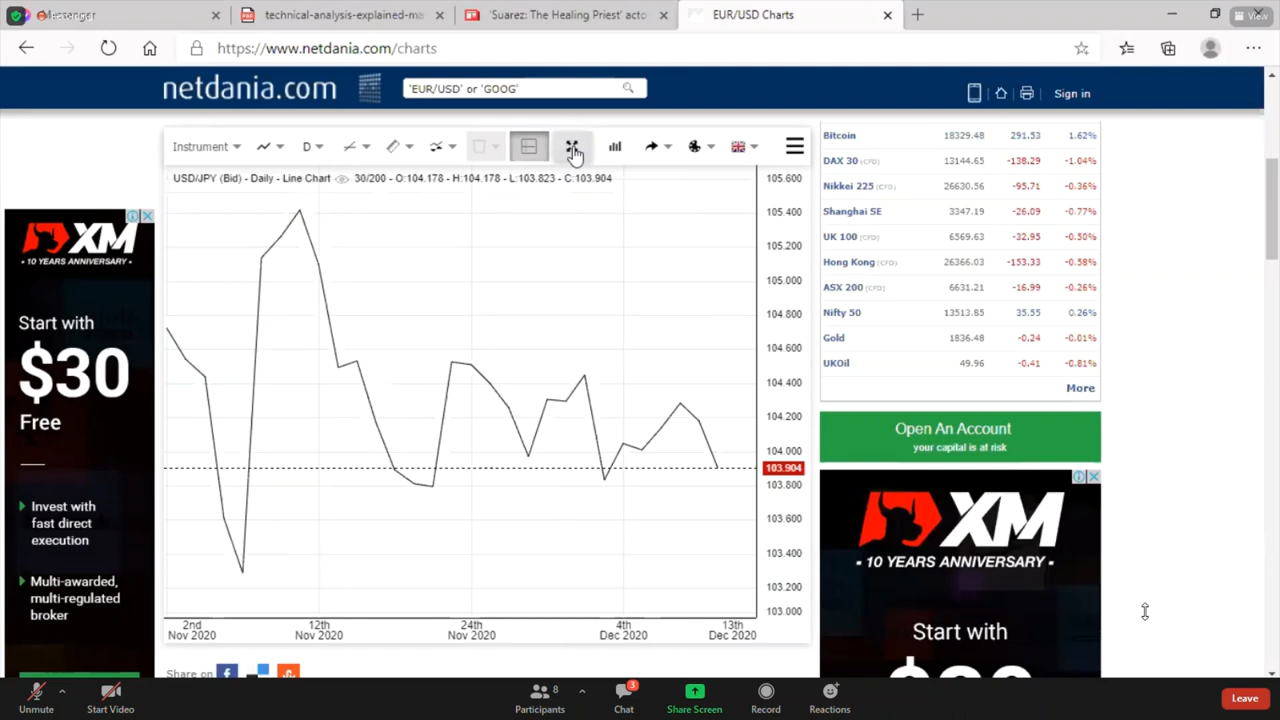 Messenger
technical-analysis-explained-ma
'Suarez: The Healing Priest' acto
EUR/USD Charts
View
https://www.netdania.com/charts
netdania.com
'EUR/USD' or 'GOOG'
Sign in
Instrument
D
USD/JPY (Bid) - Daily - Line Chart 30/200 - O:104.178 - H:104.178 - L:103.823 - C:103.904
105.600
105.400
105.200
105.000
104.800
104.600
104.400
104.200
104.000
103.904
103.800
103.600
103.400
103.200
103.000
2nd
Nov 2020
12th
Nov 2020
24th
Nov 2020
4th
Dec 2020
13th
Dec 2020
Share on
Bitcoin 18329.48 291.53 1.62%
DAX 30 (CFD) 13144.65 -138.29 -1.04%
Nikkei 225 (CFD) 26630.56 -95.71 -0.36%
Shanghai SE 3347.19 -26.09 -0.77%
UK 100 (CFD) 6569.63 -32.95 -0.50%
Hong Kong (CFD) 26366.03 -153.33 -0.58%
ASX 200 (CFD) 6631.21 -16.99 -0.26%
Nifty 50 13513.85 35.55 0.26%
Gold 1836.48 -0.24 -0.01%
UKOil 49.96 -0.41 -0.81%
More
Open An Account
your capital is at risk
XM
10 YEARS ANNIVERSARY
Start with
$30
Free
Invest with
fast direct
execution
Multi-awarded,
multi-regulated
broker
XM
10 YEARS ANNIVERSARY
Start with
Unmute
Start Video
8
Participants
3
Chat
Share Screen
Record
Reactions
Leave